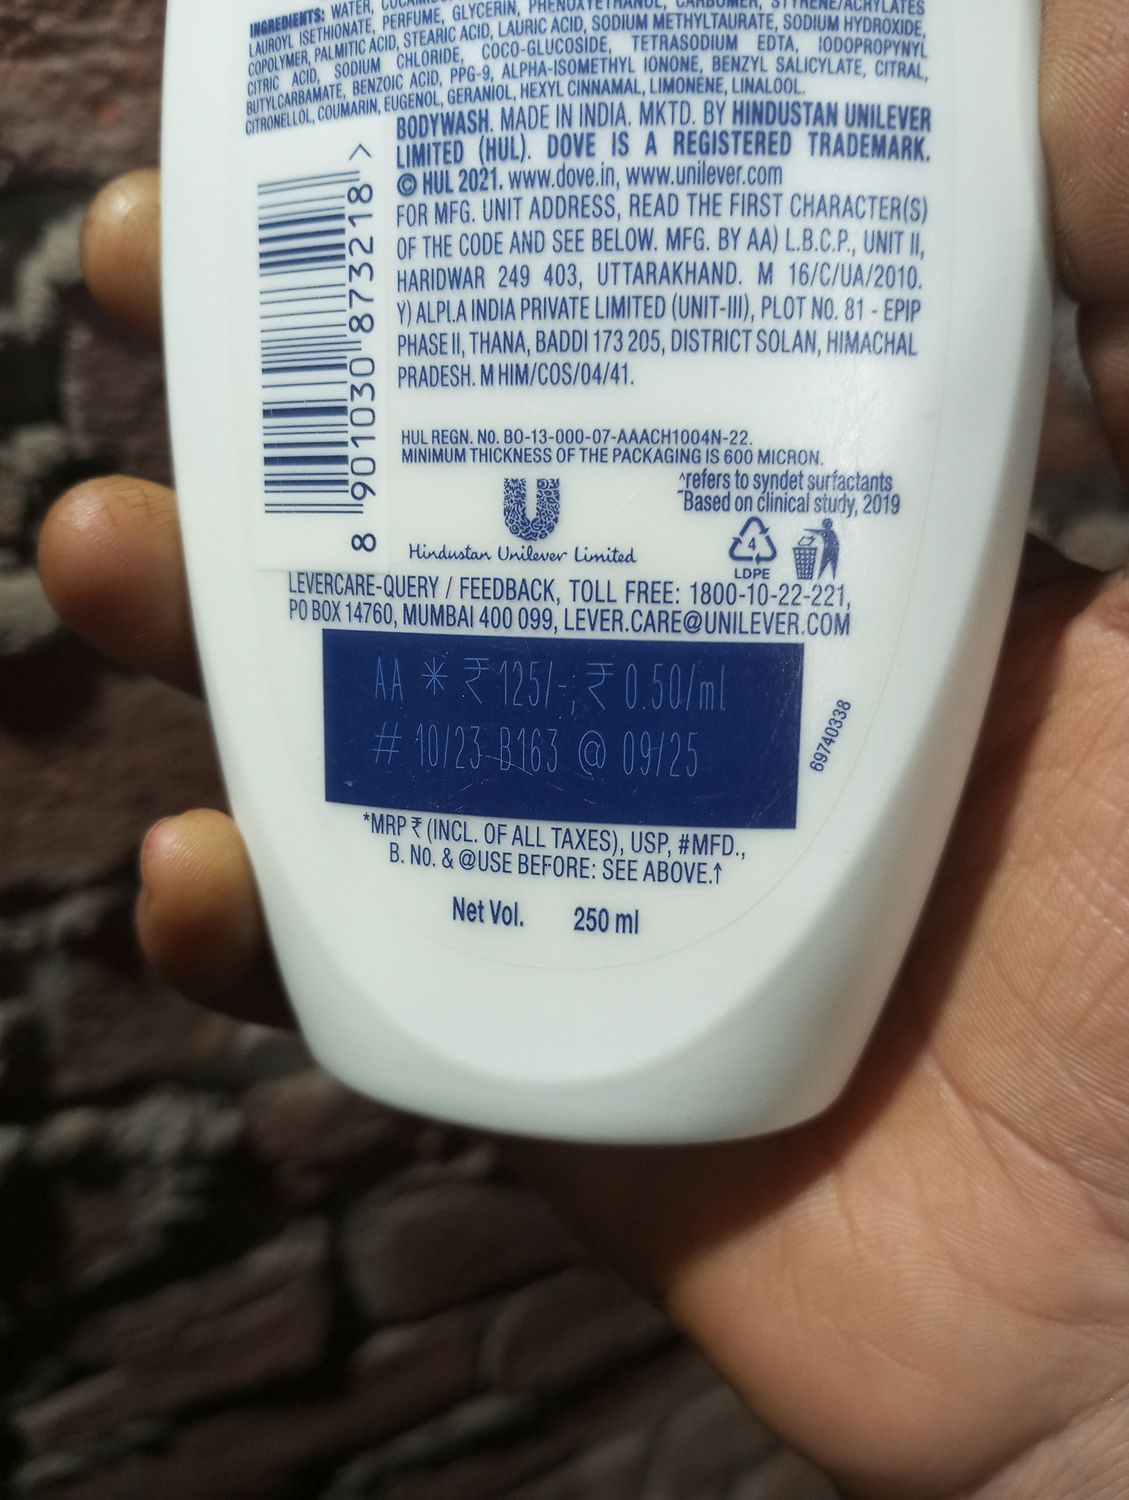 INGREDIENTS: WATER, PHENOXYETHANOL, CARBOMER, STYRENE/ACRYLATES
LAUROYL ISETHIONATE, PERFUME, GLYCERIN,
COPOLYMER, PALMITIC ACID, STEARIC ACID, LAURIC ACID, SODIUM METHYLTAURATE, SODIUM HYDROXIDE,
CITRIC ACID, SODIUM CHLORIDE, COCO-GLUCOSIDE, TETRASODIUM EDTA, IODOPROPYNYL
BUTYLCARBAMATE, BENZOIC ACID, PPG-9, ALPHA-ISOMETHYL IONONE, BENZYL SALICYLATE, CITRAL,
CITRONELLOL, COUMARIN, EUGENOL, GERANIOL, HEXYL CINNAMAL, LIMONENE, LINALOOL.
BODYWASH. MADE IN INDIA. MKTD. BY HINDUSTAN UNILEVER
LIMITED (HUL). DOVE IS A REGISTERED TRADEMARK.
© HUL 2021. www.dove.in, www.unilever.com
FOR MFG. UNIT ADDRESS, READ THE FIRST CHARACTER(S)
OF THE CODE AND SEE BELOW. MFG. BY AA) L.B.C.P., UNIT II,
HARIDWAR 249 403, UTTARAKHAND. M 16/C/UA/2010.
Y) ALPLA INDIA PRIVATE LIMITED (UNIT-III), PLOT NO. 81 - EPIP
PHASE II, THANA, BADDI 173 205, DISTRICT SOLAN, HIMACHAL
PRADESH. M HIM/COS/04/41.
8 901030 873218 >
HUL REGN. No. BO-13-000-07-AAACH1004N-22.
MINIMUM THICKNESS OF THE PACKAGING IS 600 MICRON.
^refers to syndet surfactants
~Based on clinical study, 2019
Hindustan Unilever Limited
4
LDPE
LEVERCARE-QUERY / FEEDBACK, TOLL FREE: 1800-10-22-221,
PO BOX 14760, MUMBAI 400 099, LEVER.CARE@UNILEVER.COM
AA * ₹ 125/-; ₹ 0.50/ml
# 10/23 B163 @ 09/25
69740338
*MRP ₹ (INCL. OF ALL TAXES), USP, #MFD.,
B. No. & @USE BEFORE: SEE ABOVE.↑
Net Vol. 250 ml